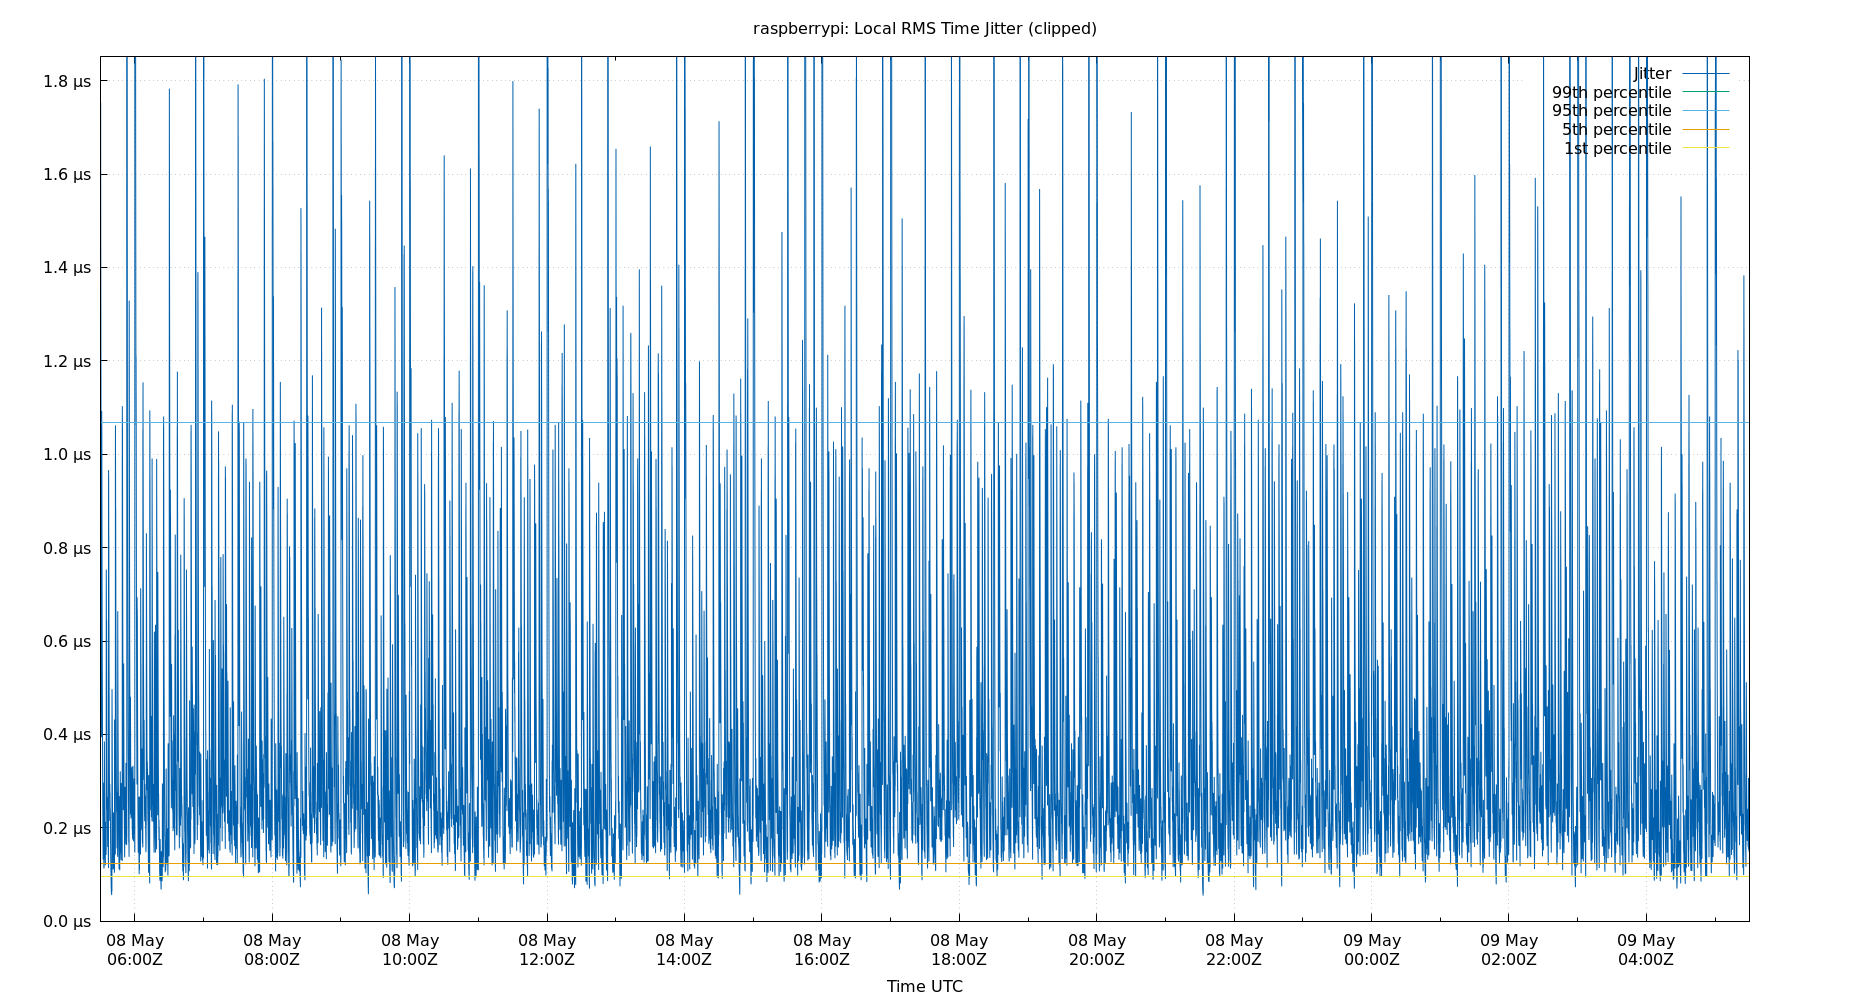 raspberrypi: Local RMS Time Jitter (clipped)
1.8 µs
1.6 µs
1.4 µs
1.2 µs
1.0 µs
0.8 µs
0.6 µs
0.4 µs
0.2 µs
0.0 µs
Jitter
99th percentile
95th percentile
5th percentile
1st percentile
08 May 08 May 08 May 08 May 08 May 08 May 08 May 08 May 08 May 09 May 09 May 09 May
06:00Z 08:00Z 10:00Z 12:00Z 14:00Z 16:00Z 18:00Z 20:00Z 22:00Z 00:00Z 02:00Z 04:00Z
Time UTC